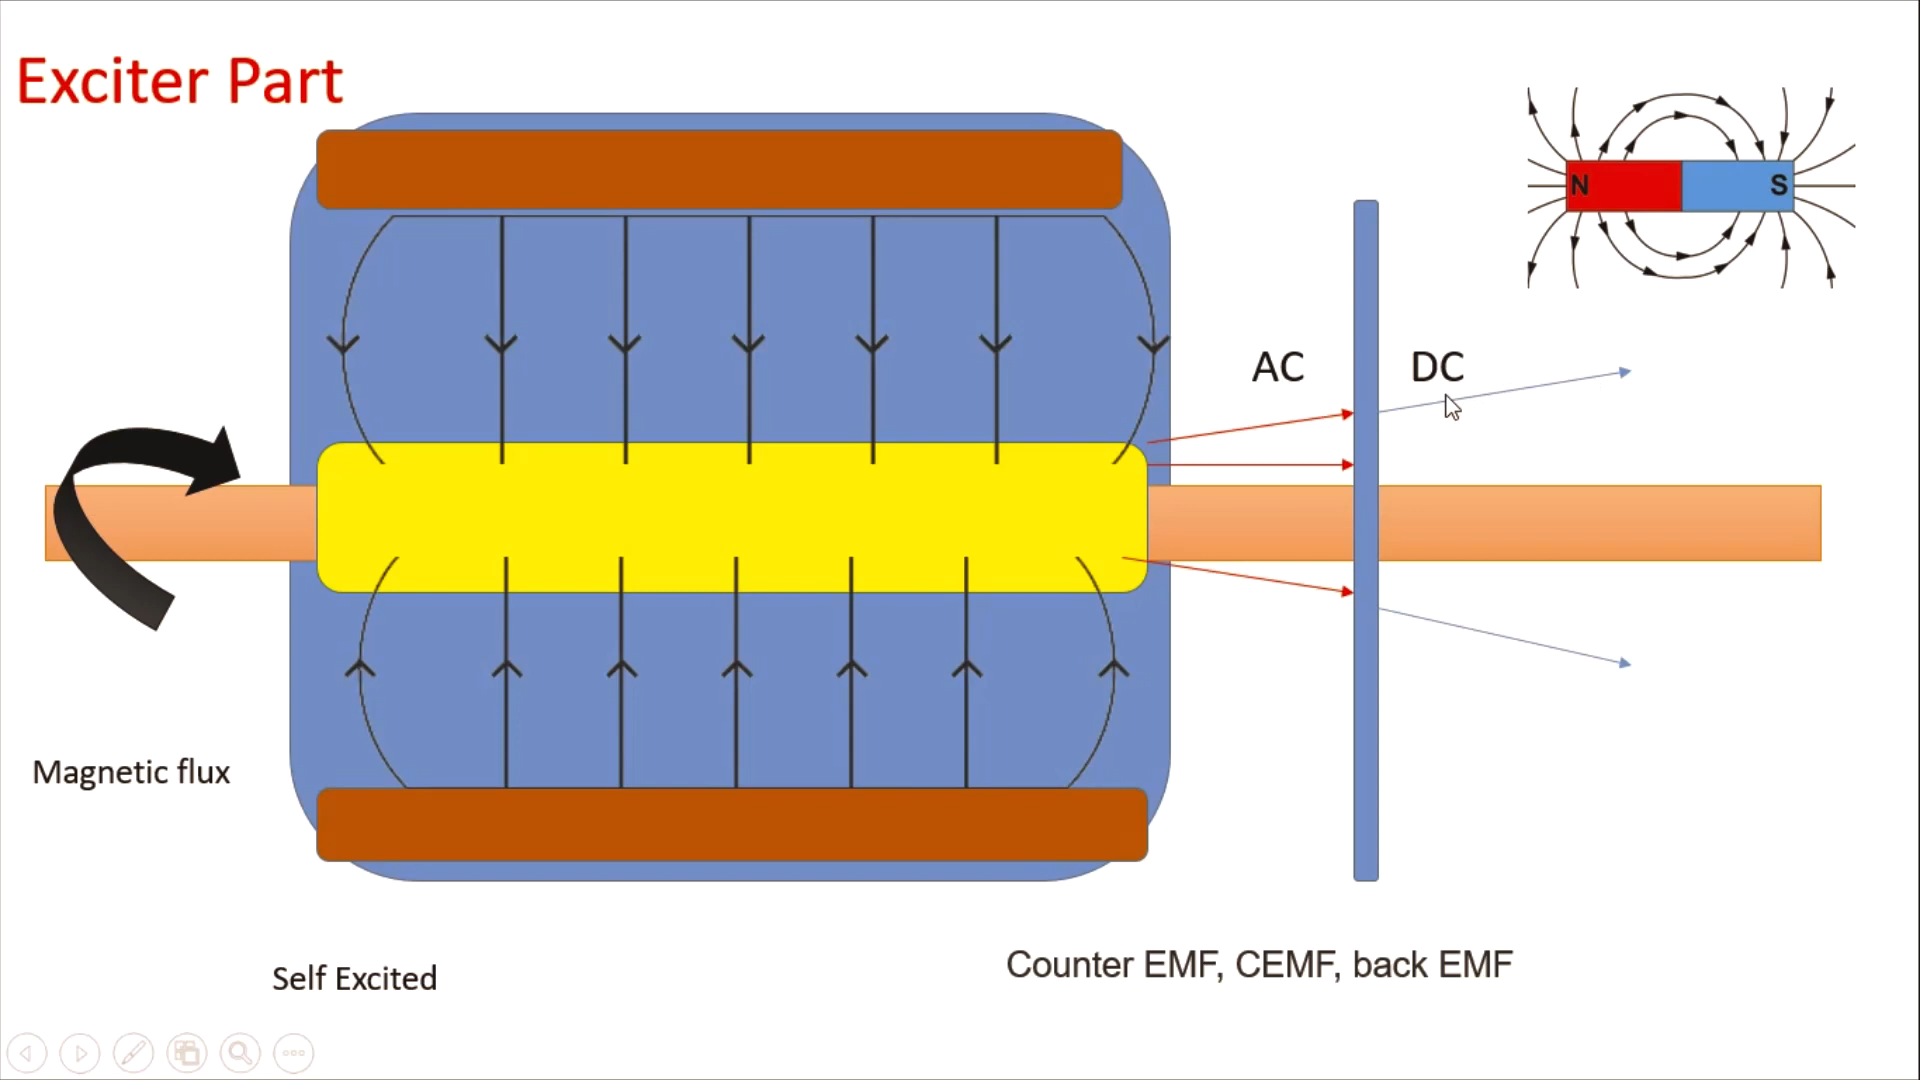 Exciter Part
N
S
AC
DC
Magnetic flux
Self Excited
Counter EMF, CEMF, back EMF